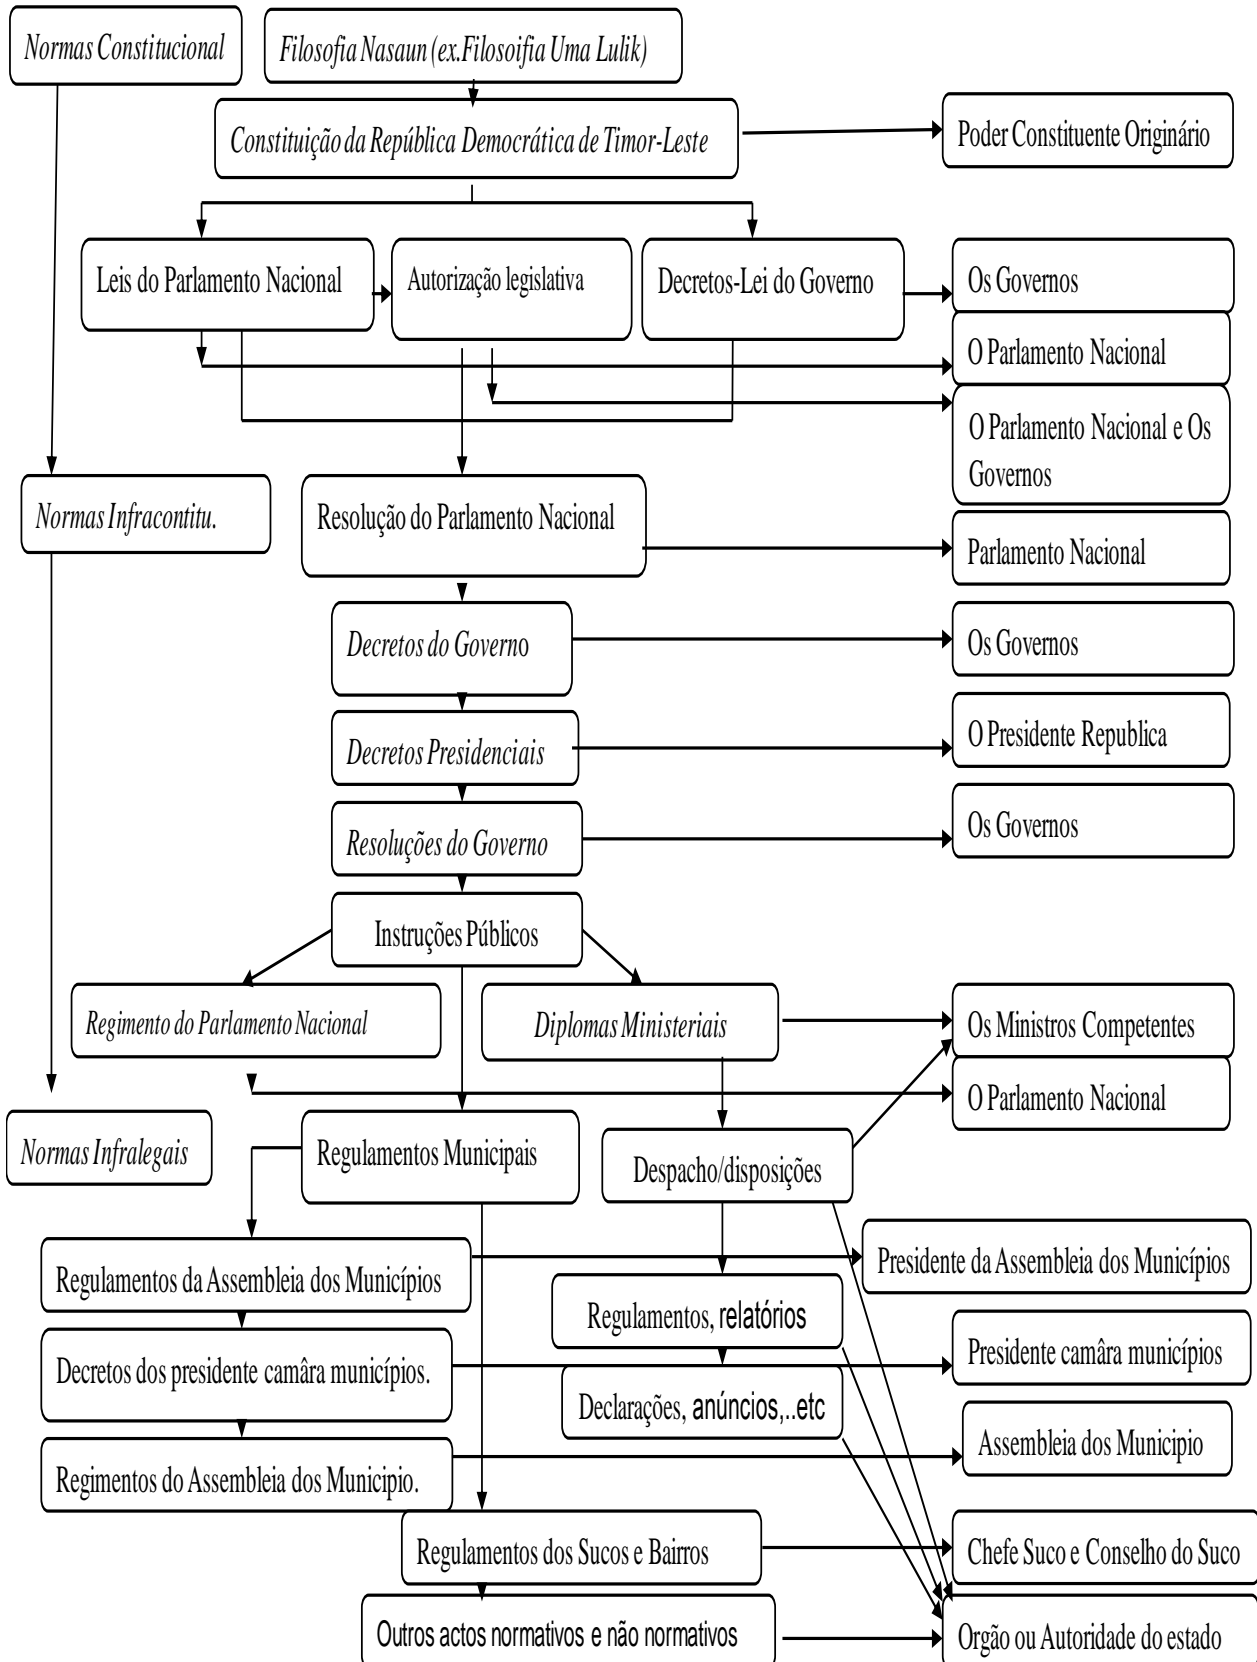 Normas Constitucional
Filosofia Nasaun (ex.Filosoifia Uma Lulik)
Constituição da República Democrática de Timor-Leste
Poder Constituente Originário
Leis do Parlamento Nacional
Autorização legislativa
Decretos-Lei do Governo
Os Governos
O Parlamento Nacional
O Parlamento Nacional e Os
Governos
Normas Infracontitu.
Resolução do Parlamento Nacional
Parlamento Nacional
Decretos do Governo
Os Governos
Decretos Presidenciais
O Presidente Republica
Resoluções do Governo
Os Governos
Instruções Públicos
Regimento do Parlamento Nacional
Diplomas Ministeriais
Os Ministros Competentes
O Parlamento Nacional
Normas Infralegais
Regulamentos Municipais
Despacho/disposições
Regulamentos da Assembleia dos Municípios
Presidente da Assembleia dos Municípios
Regulamentos, relatórios
Decretos dos presidente camâra municípios.
Presidente camâra municípios
Declarações, anúncios,..etc
Regimentos do Assembleia dos Municipio.
Assembleia dos Municipio
Regulamentos dos Sucos e Bairros
Chefe Suco e Conselho do Suco
Outros actos normativos e não normativos
Orgão ou Autoridade do estado